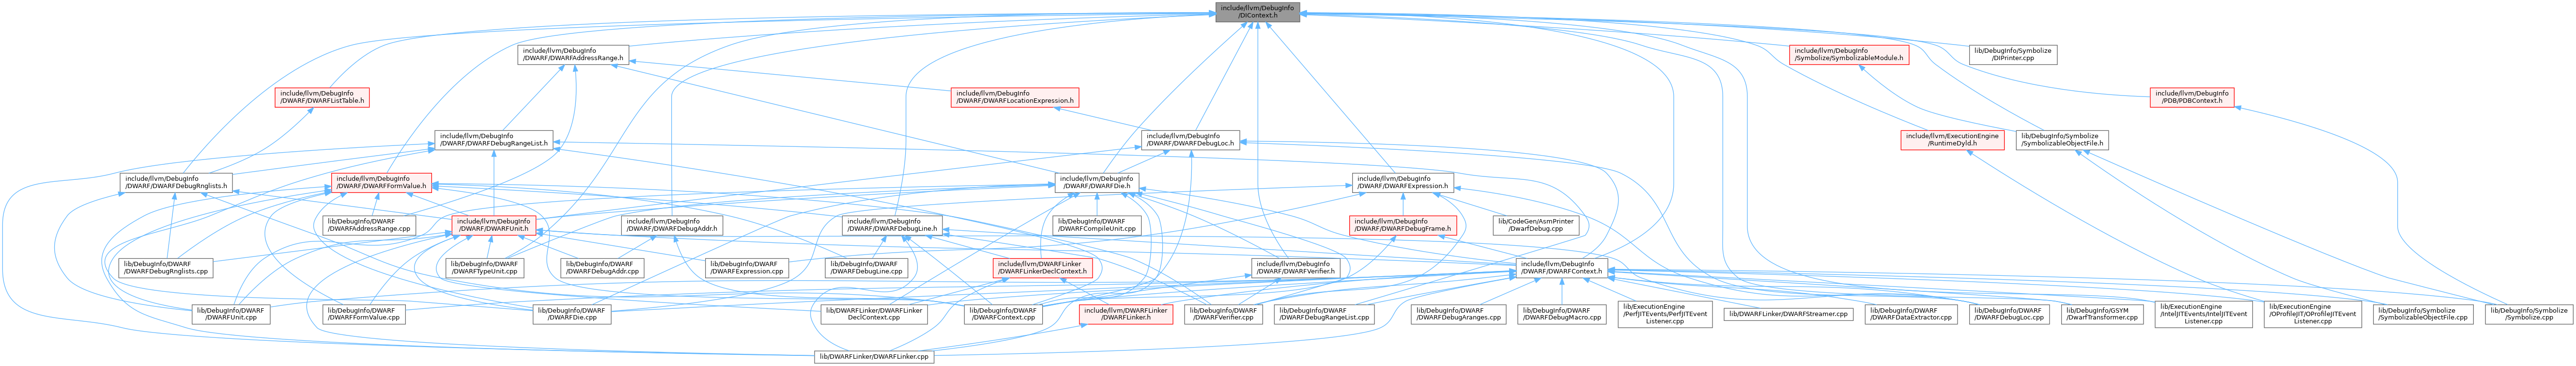 include/llvm/DebugInfo
/DIContext.h
include/llvm/DebugInfo
/DWARF/DWARFAddressRange.h
include/llvm/DebugInfo
/Symbolize/SymbolizableModule.h
lib/DebugInfo/Symbolize
/DIPrinter.cpp
include/llvm/DebugInfo
/DWARF/DWARFListTable.h
include/llvm/DebugInfo
/DWARF/DWARFLocationExpression.h
include/llvm/DebugInfo
/PDB/PDBContext.h
include/llvm/DebugInfo
/DWARF/DWARFDebugRangeList.h
include/llvm/DebugInfo
/DWARF/DWARFDebugLoc.h
include/llvm/ExecutionEngine
/RuntimeDyld.h
lib/DebugInfo/Symbolize
/SymbolizableObjectFile.h
include/llvm/DebugInfo
/DWARF/DWARFDebugRnglists.h
include/llvm/DebugInfo
/DWARF/DWARFFormValue.h
include/llvm/DebugInfo
/DWARF/DWARFDie.h
include/llvm/DebugInfo
/DWARF/DWARFExpression.h
lib/DebugInfo/DWARF
/DWARFAddressRange.cpp
include/llvm/DebugInfo
/DWARF/DWARFUnit.h
include/llvm/DebugInfo
/DWARF/DWARFDebugAddr.h
include/llvm/DebugInfo
/DWARF/DWARFDebugLine.h
lib/DebugInfo/DWARF
/DWARFCompileUnit.cpp
include/llvm/DebugInfo
/DWARF/DWARFDebugFrame.h
lib/CodeGen/AsmPrinter
/DwarfDebug.cpp
lib/DebugInfo/DWARF
/DWARFDebugRnglists.cpp
lib/DebugInfo/DWARF
/DWARFTypeUnit.cpp
lib/DebugInfo/DWARF
/DWARFDebugAddr.cpp
lib/DebugInfo/DWARF
/DWARFExpression.cpp
lib/DebugInfo/DWARF
/DWARFDebugLine.cpp
include/llvm/DWARFLinker
/DWARFLinkerDeclContext.h
include/llvm/DebugInfo
/DWARF/DWARFVerifier.h
include/llvm/DebugInfo
/DWARF/DWARFContext.h
lib/DebugInfo/DWARF
/DWARFUnit.cpp
lib/DebugInfo/DWARF
/DWARFFormValue.cpp
lib/DebugInfo/DWARF
/DWARFDie.cpp
lib/DWARFLinker/DWARFLinker
DeclContext.cpp
lib/DebugInfo/DWARF
/DWARFContext.cpp
include/llvm/DWARFLinker
/DWARFLinker.h
lib/DebugInfo/DWARF
/DWARFVerifier.cpp
lib/DebugInfo/DWARF
/DWARFDebugRangeList.cpp
lib/DebugInfo/DWARF
/DWARFDebugAranges.cpp
lib/DebugInfo/DWARF
/DWARFDebugMacro.cpp
lib/ExecutionEngine
/PerfJITEvents/PerfJITEvent
Listener.cpp
lib/DWARFLinker/DWARFStreamer.cpp
lib/DebugInfo/DWARF
/DWARFDataExtractor.cpp
lib/DebugInfo/DWARF
/DWARFDebugLoc.cpp
lib/DebugInfo/GSYM
/DwarfTransformer.cpp
lib/ExecutionEngine
/IntelJITEvents/IntelJITEvent
Listener.cpp
lib/ExecutionEngine
/OProfileJIT/OProfileJITEvent
Listener.cpp
lib/DebugInfo/Symbolize
/SymbolizableObjectFile.cpp
lib/DebugInfo/Symbolize
/Symbolize.cpp
lib/DWARFLinker/DWARFLinker.cpp